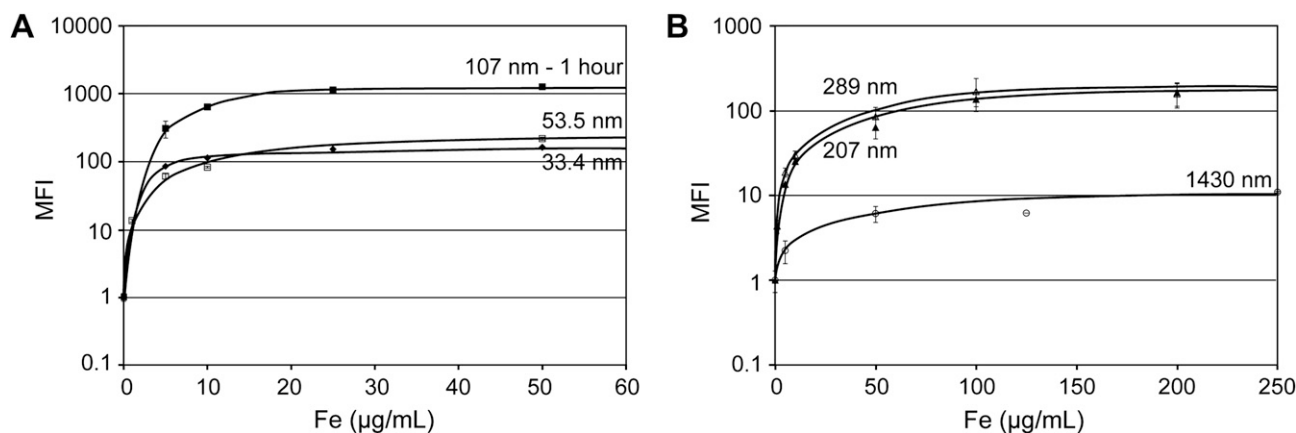 A
10000
1000
100
10
1
0.1
MFI
107 nm - 1 hour
53.5 nm
33.4 nm
0 10 20 30 40 50 60
Fe (μg/mL)
B
1000
100
10
1
0.1
MFI
289 nm
207 nm
1430 nm
0 50 100 150 200 250
Fe (μg/mL)